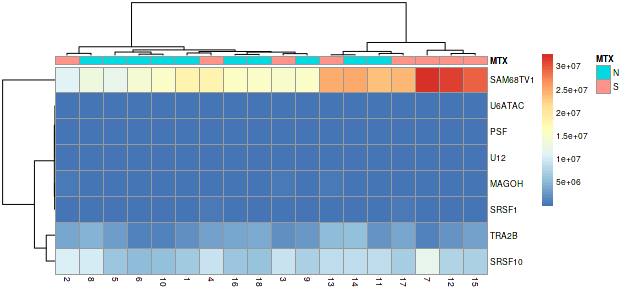 MTX
SAM68TV1
U6ATAC
PSF
U12
MAGOH
SRSF1
TRA2B
SRSF10
2 8 5 6 10 1 4 16 18 3 9 13 14 11 17 7 12 15
3e+07
2.5e+07
2e+07
1.5e+07
1e+07
5e+06
MTX
N
S